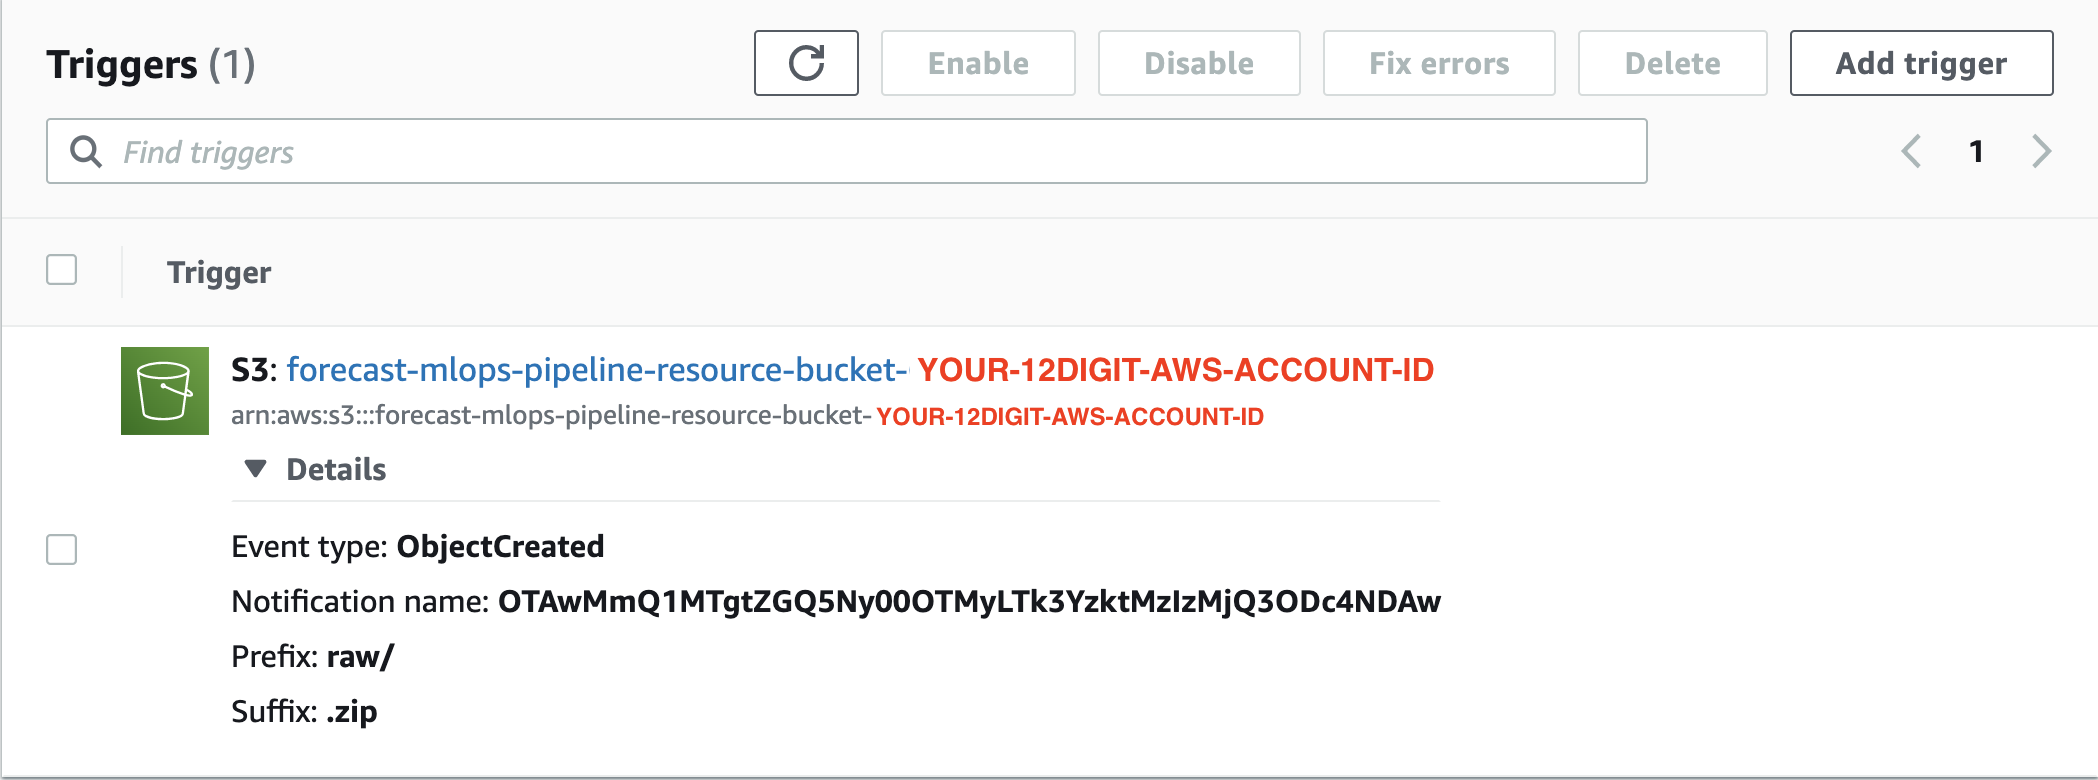 Triggers (1)
Enable
Disable
Fix errors
Delete
Add trigger
Find triggers
1
Trigger
S3: forecast-mlops-pipeline-resource-bucket- YOUR-12DIGIT-AWS-ACCOUNT-ID
arn:aws:s3:::forecast-mlops-pipeline-resource-bucket- YOUR-12DIGIT-AWS-ACCOUNT-ID
Details
Event type: ObjectCreated
Notification name: OTAwMmQ1MTgtZGQ5Ny00OTMyLTk3YzktMzIzMjQ3ODc4NDAw
Prefix: raw/
Suffix: .zip